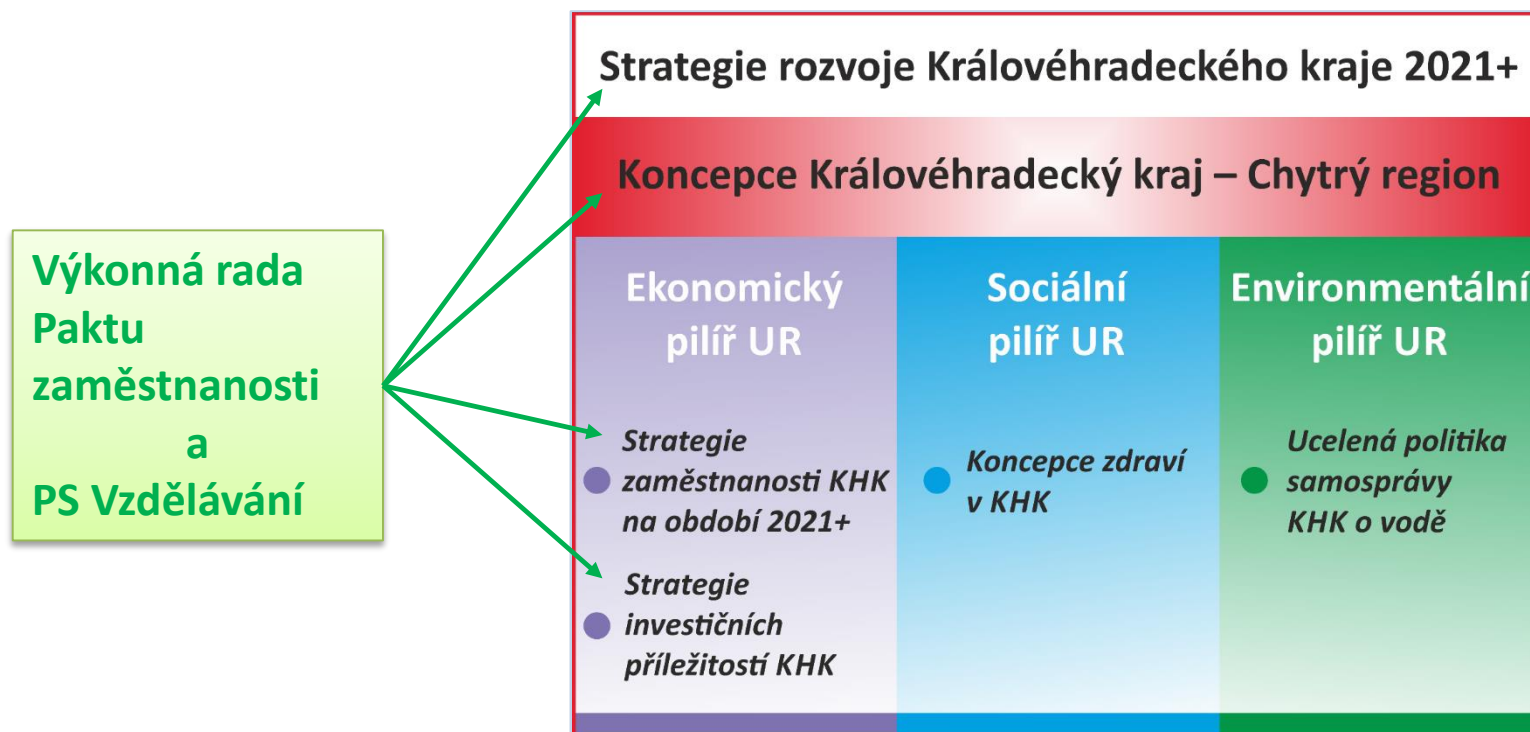 Strategie rozvoje Královéhradeckého kraje 2021+
Koncepce Královéhradecký kraj – Chytrý region
Výkonná rada
Paktu
zaměstnanosti
a
PS Vzdělávání
Ekonomický
pilíř UR
Strategie
zaměstnanosti KHK
na období 2021+
Strategie
investičních
příležitostí KHK
Sociální
pilíř UR
Koncepce zdraví
v KHK
Environmentální
pilíř UR
Ucelená politika
samosprávy
KHK o vodě